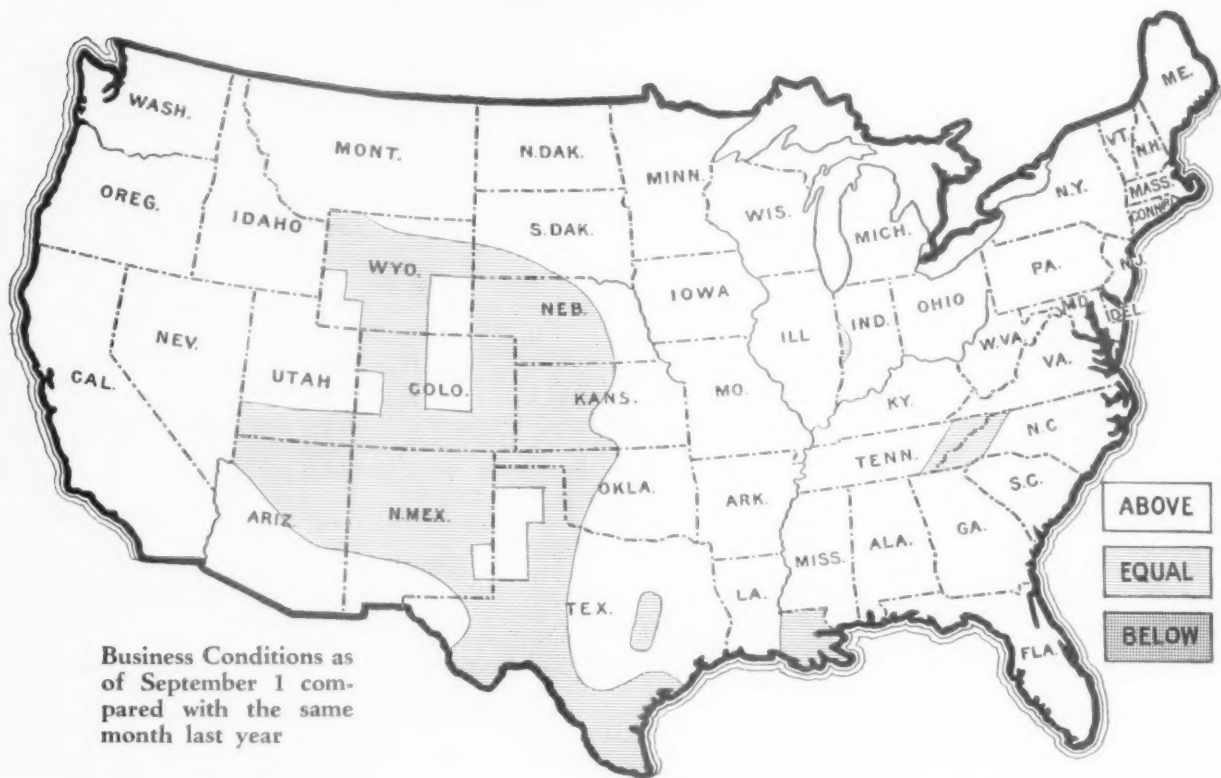 WASH.
MONT.
N.DAK.
MINN.
ME.
VT.
N.H.
OREG.
IDAHO
S.DAK.
WIS.
MICH.
N.Y.
MASS.
CONN.
WYO.
NEB.
IOWA
PA.
N.J.
NEV.
UTAH
COLO.
KANS.
ILL
IND.
OHIO
MD.
DEL.
W.VA.
VA.
CAL.
MO.
KY.
N.C
ARIZ.
N.MEX.
OKLA.
ARK.
TENN.
S.C.
TEX.
LA.
MISS.
ALA.
GA.
FLA.
ABOVE
EQUAL
BELOW
Business Conditions as
of September 1 com-
pared with the same
month last year